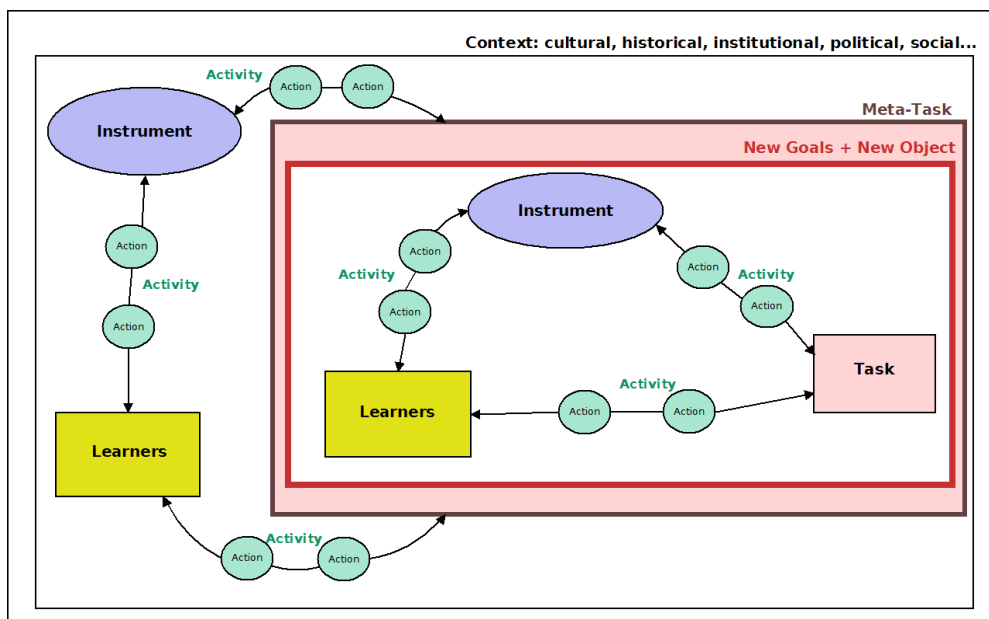 Context: cultural, historical, institutional, political, social...
Activity
Action
Action
Instrument
Meta-Task
New Goals + New Object
Instrument
Action
Action
Activity
Action
Activity
Action
Activity
Action
Action
Action
Task
Learners
Activity
Action
Action
Learners
Activity
Action
Action